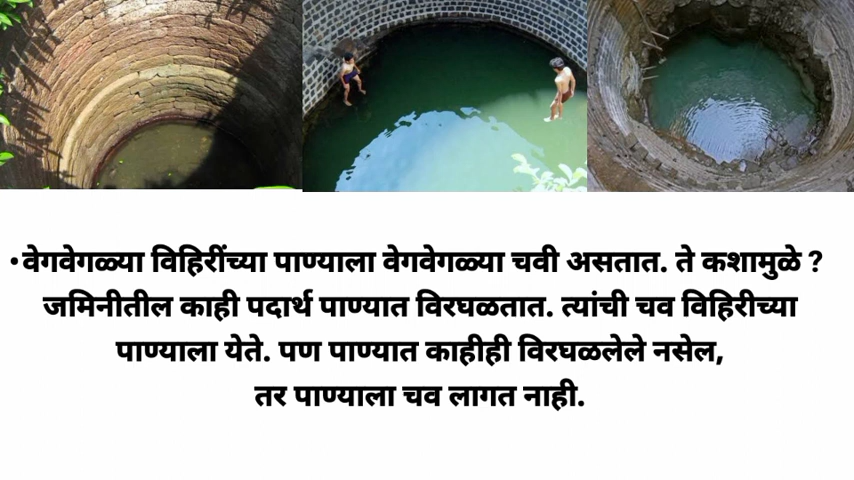 •वेगवेगळ्या विहिरींच्या पाण्याला वेगवेगळ्या चवी असतात. ते कशामुळे ?
जमिनीतील काही पदार्थ पाण्यात विरघळतात. त्यांची चव विहिरीच्या
पाण्याला येते. पण पाण्यात काहीही विरघळलेले नसेल,
तर पाण्याला चव लागत नाही.